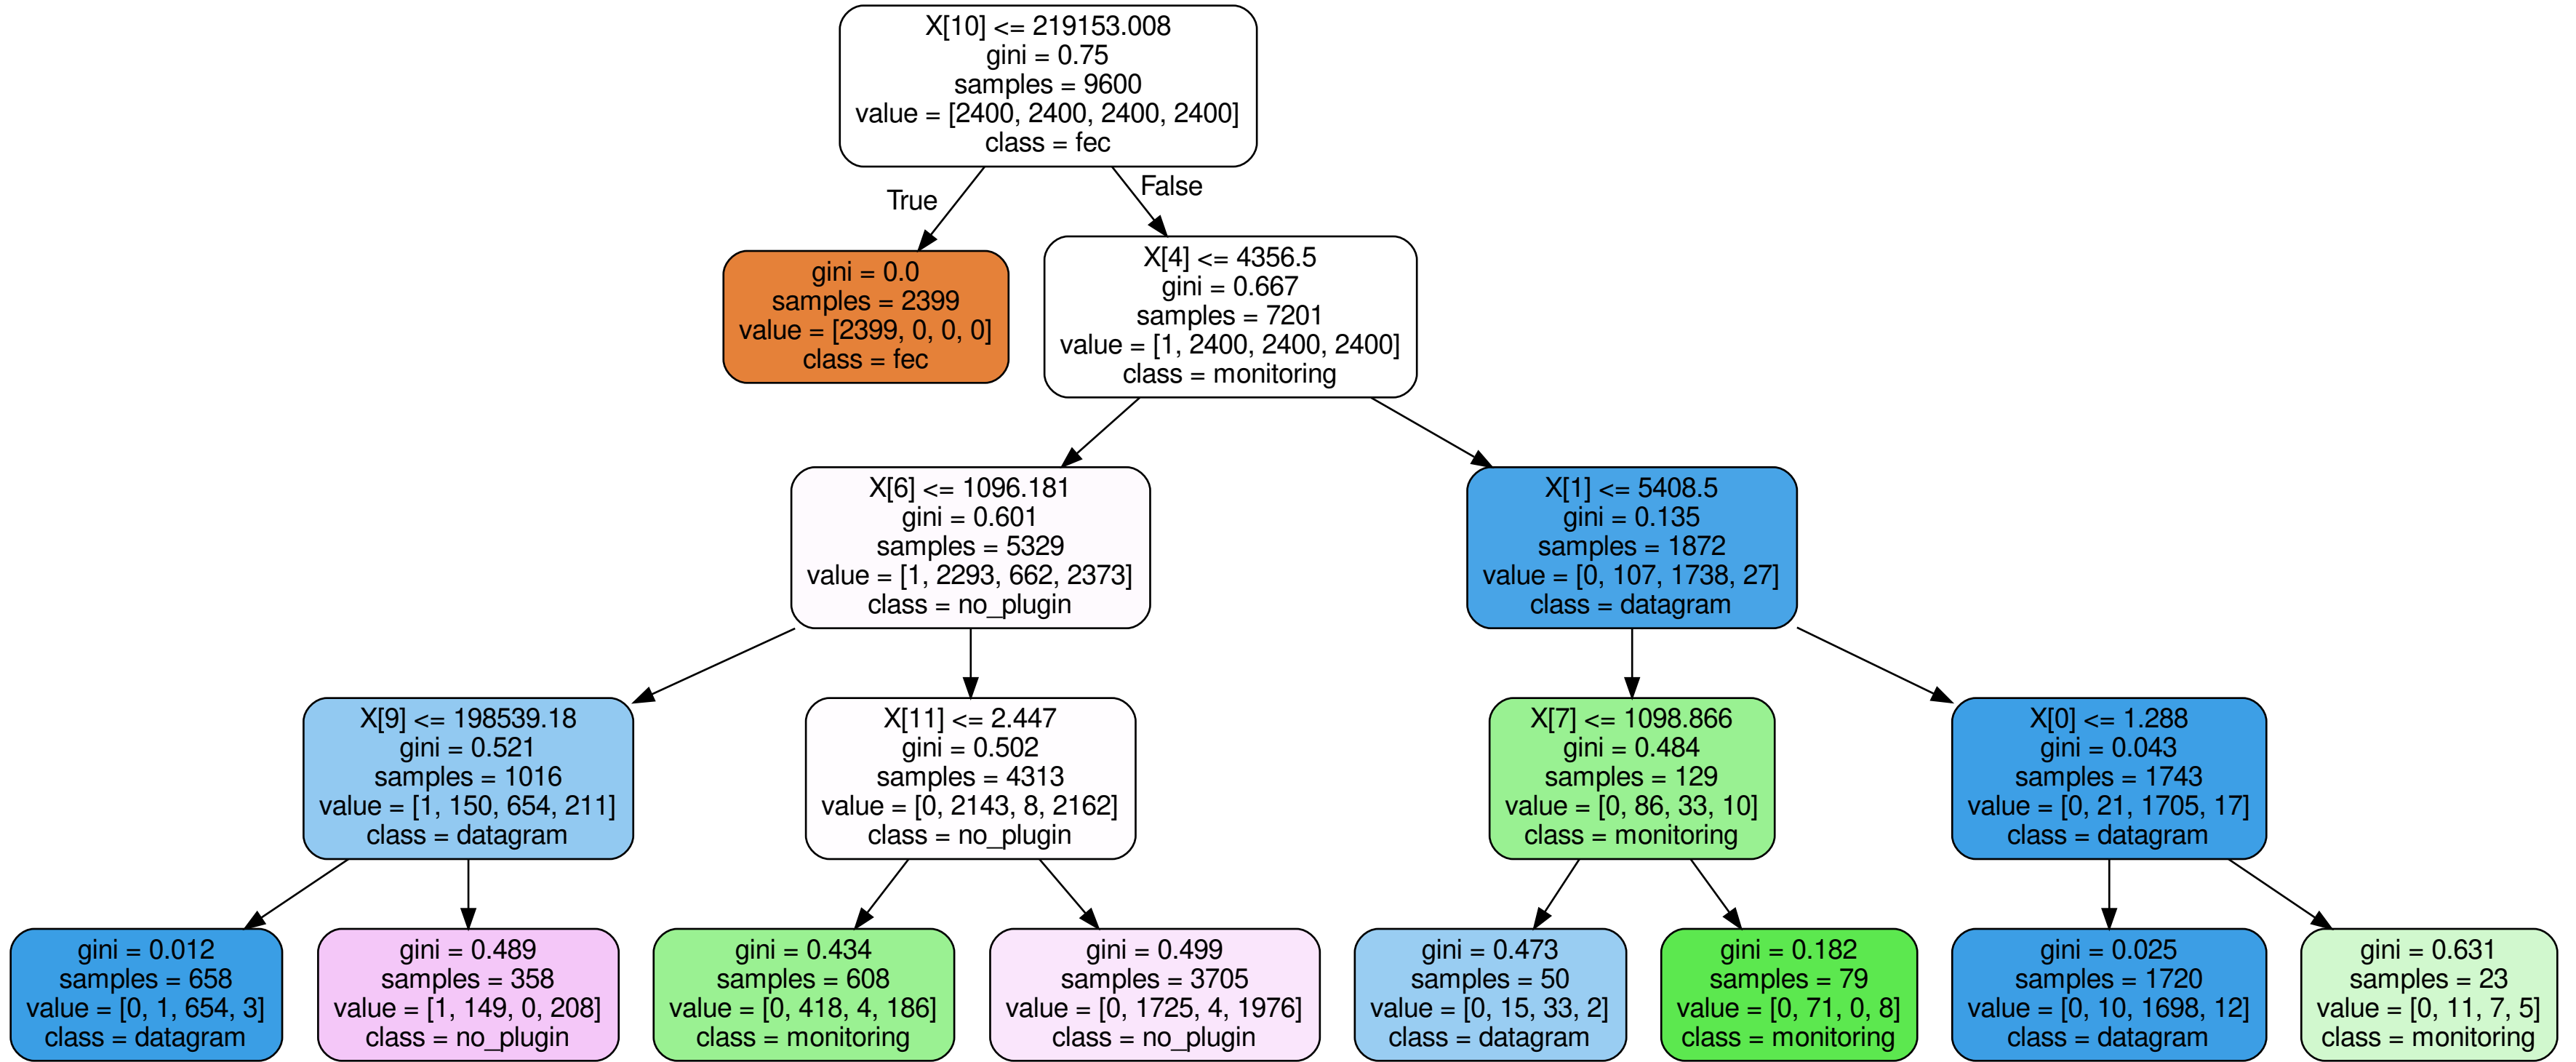 X[10] <= 219153.008
gini = 0.75
samples = 9600
value = [2400, 2400, 2400, 2400]
class = fec
True
False
gini = 0.0
samples = 2399
value = [2399, 0, 0, 0]
class = fec
X[4] <= 4356.5
gini = 0.667
samples = 7201
value = [1, 2400, 2400, 2400]
class = monitoring
X[6] <= 1096.181
gini = 0.601
samples = 5329
value = [1, 2293, 662, 2373]
class = no_plugin
X[1] <= 5408.5
gini = 0.135
samples = 1872
value = [0, 107, 1738, 27]
class = datagram
X[9] <= 198539.18
gini = 0.521
samples = 1016
value = [1, 150, 654, 211]
class = datagram
X[11] <= 2.447
gini = 0.502
samples = 4313
value = [0, 2143, 8, 2162]
class = no_plugin
X[7] <= 1098.866
gini = 0.484
samples = 129
value = [0, 86, 33, 10]
class = monitoring
X[0] <= 1.288
gini = 0.043
samples = 1743
value = [0, 21, 1705, 17]
class = datagram
gini = 0.012
samples = 658
value = [0, 1, 654, 3]
class = datagram
gini = 0.489
samples = 358
value = [1, 149, 0, 208]
class = no_plugin
gini = 0.434
samples = 608
value = [0, 418, 4, 186]
class = monitoring
gini = 0.499
samples = 3705
value = [0, 1725, 4, 1976]
class = no_plugin
gini = 0.473
samples = 50
value = [0, 15, 33, 2]
class = datagram
gini = 0.182
samples = 79
value = [0, 71, 0, 8]
class = monitoring
gini = 0.025
samples = 1720
value = [0, 10, 1698, 12]
class = datagram
gini = 0.631
samples = 23
value = [0, 11, 7, 5]
class = monitoring